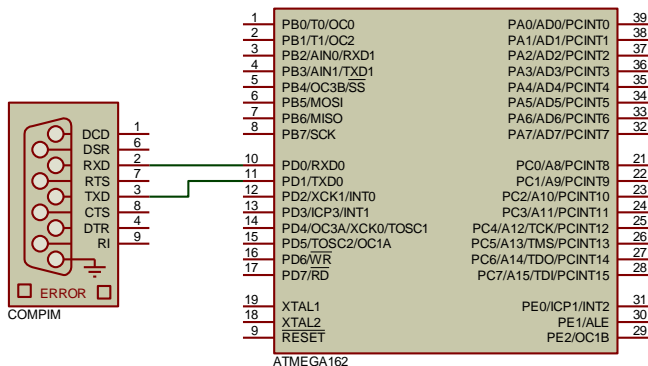 DCD 1
DSR 6
RXD 2
RTS 7
TXD 3
CTS 8
DTR 4
RI 9
ERROR
COMPIM
1 PB0/T0/OC0 PA0/AD0/PCINT0 39
2 PB1/T1/OC2 PA1/AD1/PCINT1 38
3 PB2/AIN0/RXD1 PA2/AD2/PCINT2 37
4 PB3/AIN1/TXD1 PA3/AD3/PCINT3 36
5 PB4/OC3B/SS PA4/AD4/PCINT4 35
6 PB5/MOSI PA5/AD5/PCINT5 34
7 PB6/MISO PA6/AD6/PCINT6 33
8 PB7/SCK PA7/AD7/PCINT7 32
10 PD0/RXD0 PC0/A8/PCINT8 21
11 PD1/TXD0 PC1/A9/PCINT9 22
12 PD2/XCK1/INT0 PC2/A10/PCINT10 23
13 PD3/ICP3/INT1 PC3/A11/PCINT11 24
14 PD4/OC3A/XCK0/TOSC1 PC4/A12/TCK/PCINT12 25
15 PD5/TOSC2/OC1A PC5/A13/TMS/PCINT13 26
16 PD6/WR PC6/A14/TDO/PCINT14 27
17 PD7/RD PC7/A15/TDI/PCINT15 28
19 XTAL1 PE0/ICP1/INT2 31
18 XTAL2 PE1/ALE 30
9 RESET PE2/OC1B 29
ATMEGA162